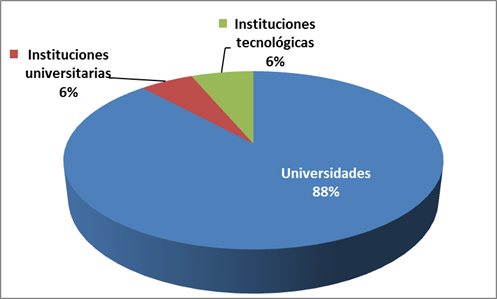 Instituciones
tecnológicas
6%
Instituciones
universitarias
6%
Universidades
88%